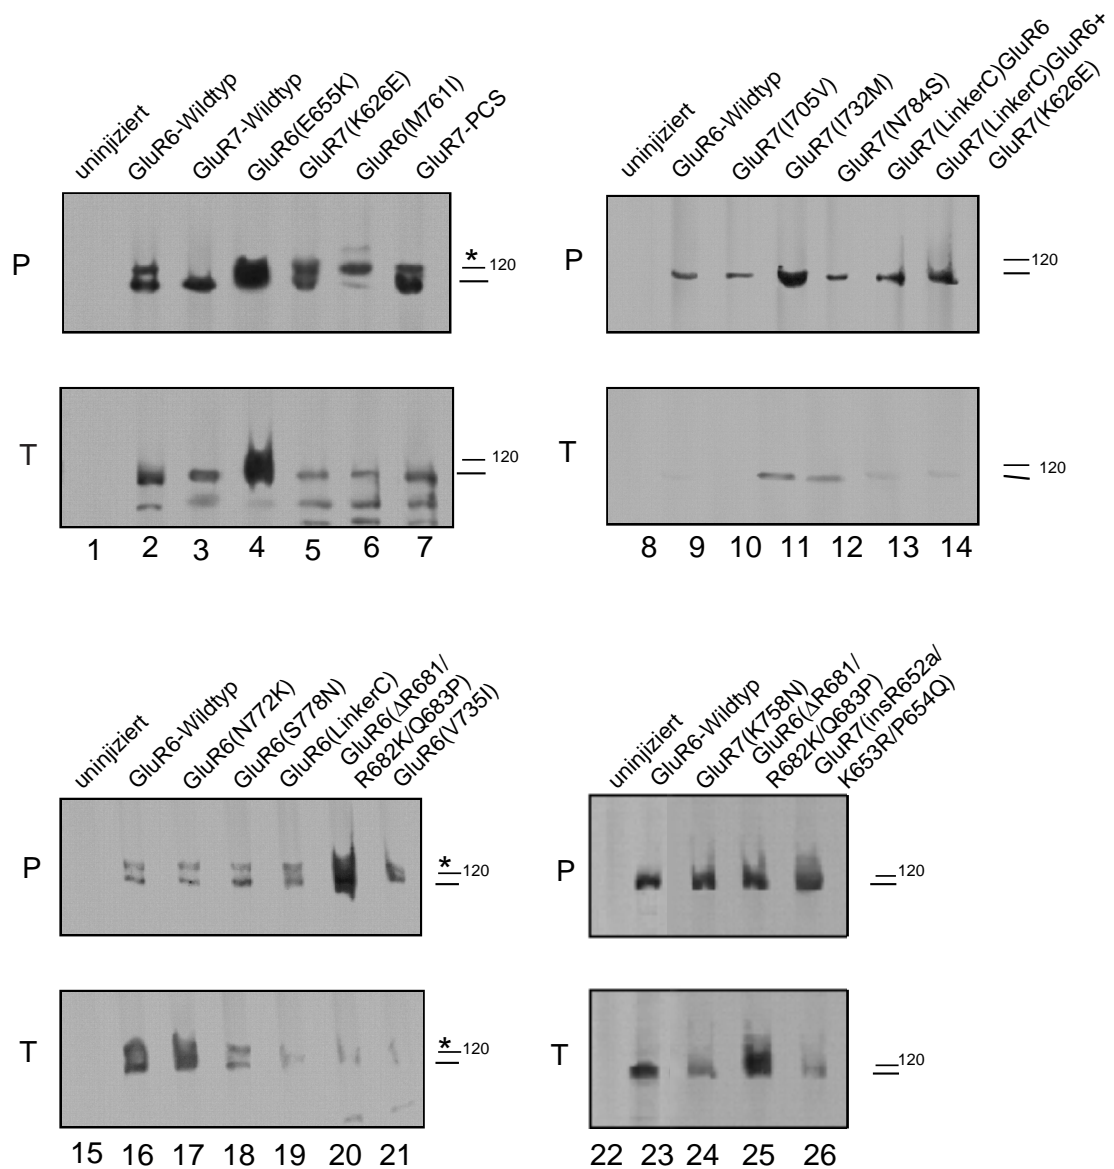 uninjiziert
GluR6-Wildtyp
GluR7-Wildtyp
GluR6(E655K)
GluR7(K626E)
GluR6(M761I)
GluR7-PCS
P
*
120
T
120
1 2 3 4 5 6 7
uninjiziert
GluR6-Wildtyp
GluR7(I705V)
GluR7(I732M)
GluR7(N784S)
GluR7(LinkerC)GluR6
GluR7(LinkerC)GluR6+
GluR7(K626E)
P
120
T
120
8 9 10 11 12 13 14
uninjiziert
GluR6-Wildtyp
GluR6(N772K)
GluR6(S778N)
GluR6(LinkerC)
GluR6(ΔR681/
R682K/Q683P)
GluR6(V735I)
P
*
120
T
*
120
15 16 17 18 19 20 21
uninjiziert
GluR6-Wildtyp
GluR7(K758N)
GluR6(ΔR681/
R682K/Q683P)
GluR7(insR652a/
K653R/P654Q)
P
120
T
120
22 23 24 25 26